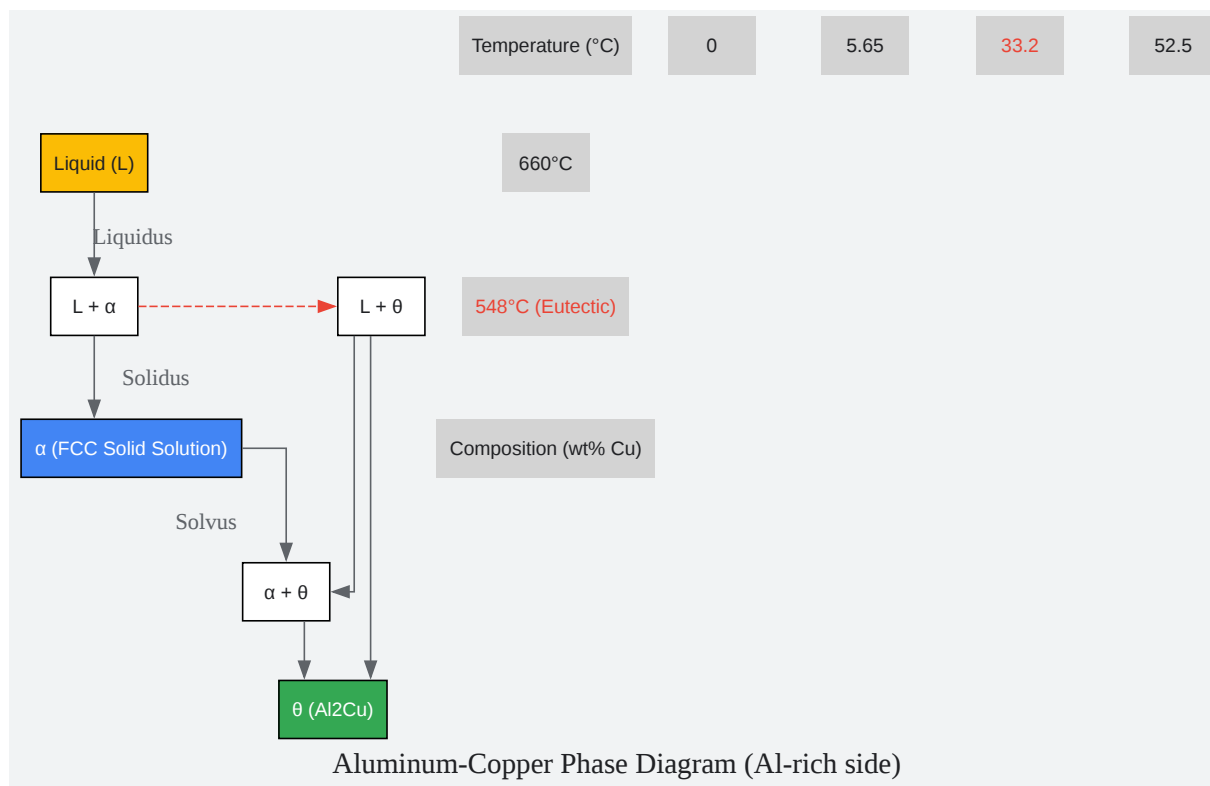 Temperature (°C)
0
5.65
33.2
52.5
Liquid (L)
660°C
Liquidus
L + α
L + θ
548°C (Eutectic)
Solidus
α (FCC Solid Solution)
Composition (wt% Cu)
Solvus
α + θ
θ (Al2Cu)
Aluminum-Copper Phase Diagram (Al-rich side)